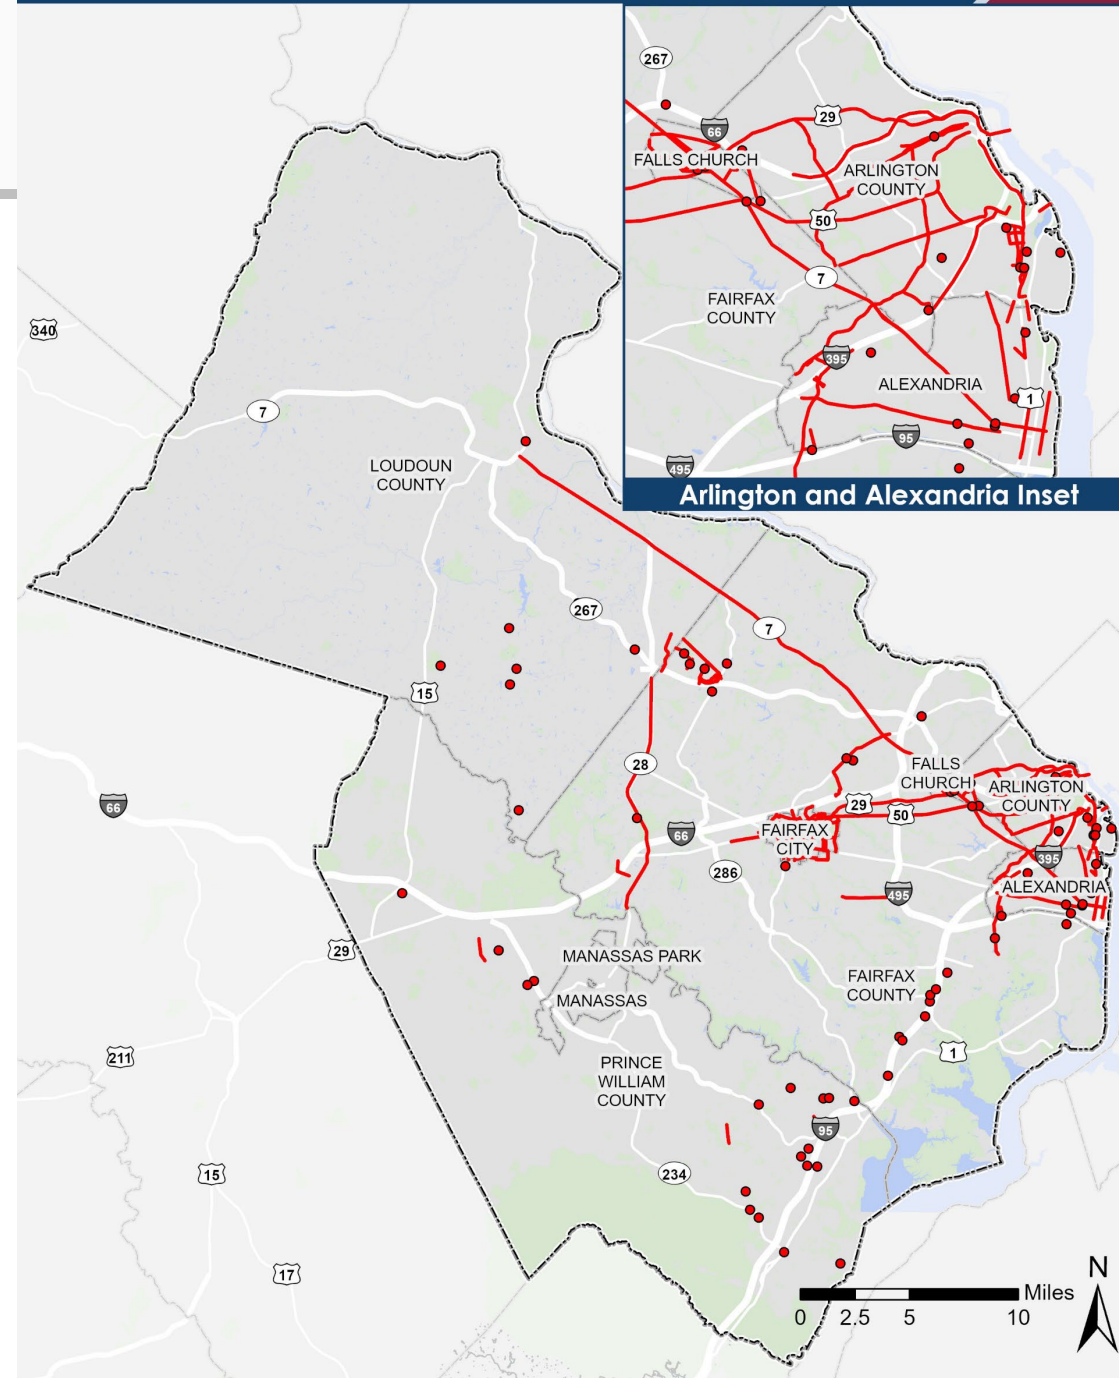 267
29
66
FALLS CHURCH
ARLINGTON
COUNTY
50
7
FAIRFAX
COUNTY
395
ALEXANDRIA
1
95
495
Arlington and Alexandria Inset
340
7
LOUDOUN
COUNTY
267
7
15
28
FALLS
CHURCH
ARLINGTON
COUNTY
66
29
50
66
FAIRFAX
CITY
395
286
495
ALEXANDRIA
29
MANASSAS PARK
FAIRFAX
COUNTY
MANASSAS
211
1
PRINCE
WILLIAM
COUNTY
95
15
234
17
N
Miles
0
2.5
5
10